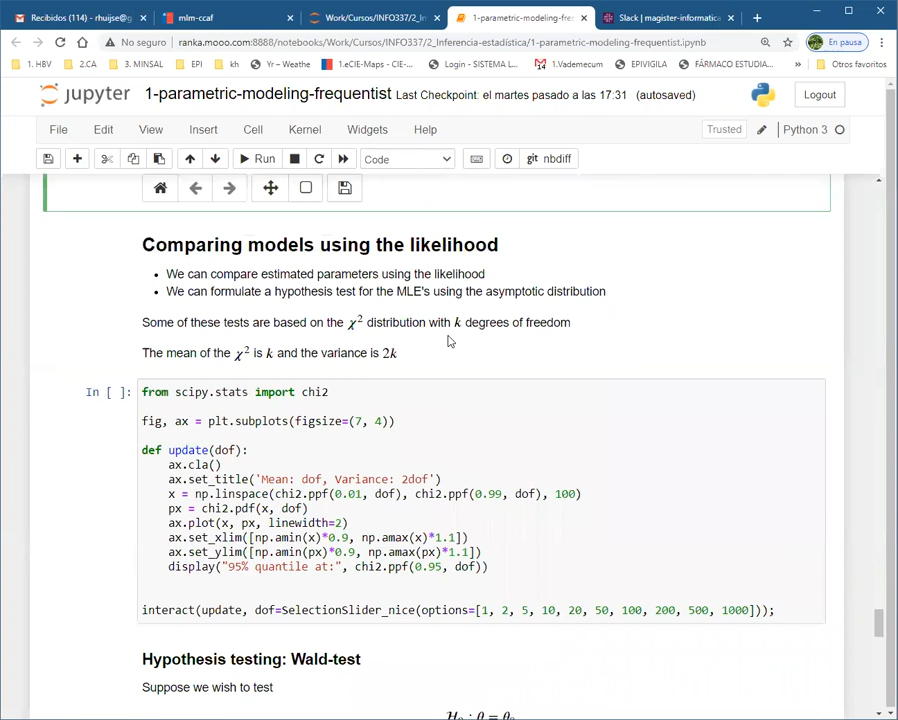 Recibidos (114) - rhuijse@g
mlm-ccaf
Work/Cursos/INFO337/2_In
1-parametric-modeling-fre
Slack | magister-informatica
No seguro
ranka.mooo.com:8888/notebooks/Work/Cursos/INFO337/2_Inferencia-estadística/1-parametric-modeling-frequentist.ipynb
En pausa
1. HBV
2.CA
3. MINSAL
EPI
kh
Yr – Weathe
1.eCIE-Maps - CIE-...
Login - SISTEMA L...
1.Vademecum
EPIVIGILA
FÁRMACO ESTUDIA...
»
Otros favoritos
jupyter
1-parametric-modeling-frequentist Last Checkpoint: el martes pasado a las 17:31 (autosaved)
Logout
File Edit View Insert Cell Kernel Widgets Help
Trusted
Python 3
Run
Code
git nbdiff
Comparing models using the likelihood
• We can compare estimated parameters using the likelihood
• We can formulate a hypothesis test for the MLE's using the asymptotic distribution
Some of these tests are based on the χ² distribution with k degrees of freedom
The mean of the χ² is k and the variance is 2k
In [ ]:
from scipy.stats import chi2
fig, ax = plt.subplots(figsize=(7, 4))
def update(dof):
    ax.cla()
    ax.set_title('Mean: dof, Variance: 2dof')
    x = np.linspace(chi2.ppf(0.01, dof), chi2.ppf(0.99, dof), 100)
    px = chi2.pdf(x, dof)
    ax.plot(x, px, linewidth=2)
    ax.set_xlim([np.amin(x)*0.9, np.amax(x)*1.1])
    ax.set_ylim([np.amin(px)*0.9, np.amax(px)*1.1])
    display("95% quantile at:", chi2.ppf(0.95, dof))
interact(update, dof=SelectionSlider_nice(options=[1, 2, 5, 10, 20, 50, 100, 200, 500, 1000]));
Hypothesis testing: Wald-test
Suppose we wish to test
H₀ : θ = θ₀